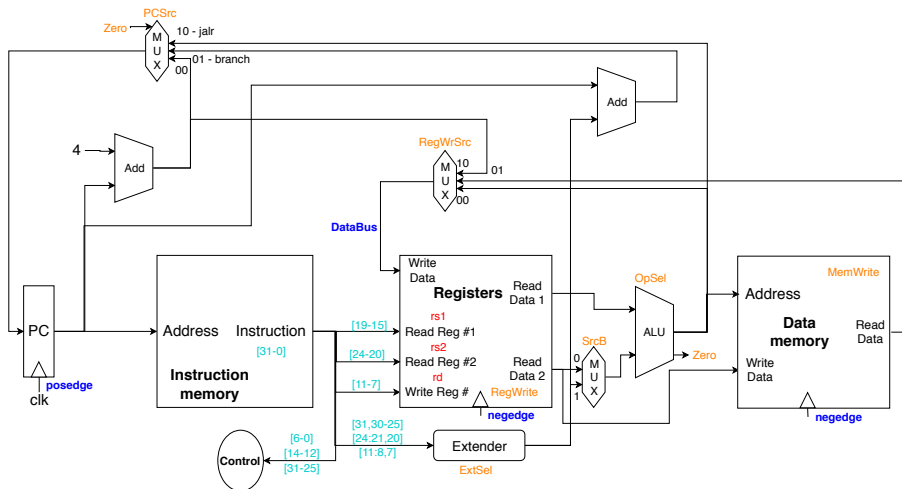 PCSrc
Zero
10 - jalr
M
U
X
01 - branch
00
Add
4
Add
RegWrSrc
M
U
X
10
01
00
DataBus
Write
Data
Registers
Read
Data 1
OpSel
MemWrite
PC
Address
Instruction
[31-0]
Instruction
memory
[19-15]
rs1
Read Reg #1
[24-20]
rs2
Read Reg #2
[11-7]
rd
Write Reg #
Read
Data 2
RegWrite
SrcB
0
M
U
X
1
ALU
Zero
Address
Data
memory
Read
Data
Write
Data
posedge
clk
negedge
negedge
[6-0]
[14-12]
[31-25]
Control
[31,30-25]
[24:21,20]
[11:8,7]
Extender
ExtSel